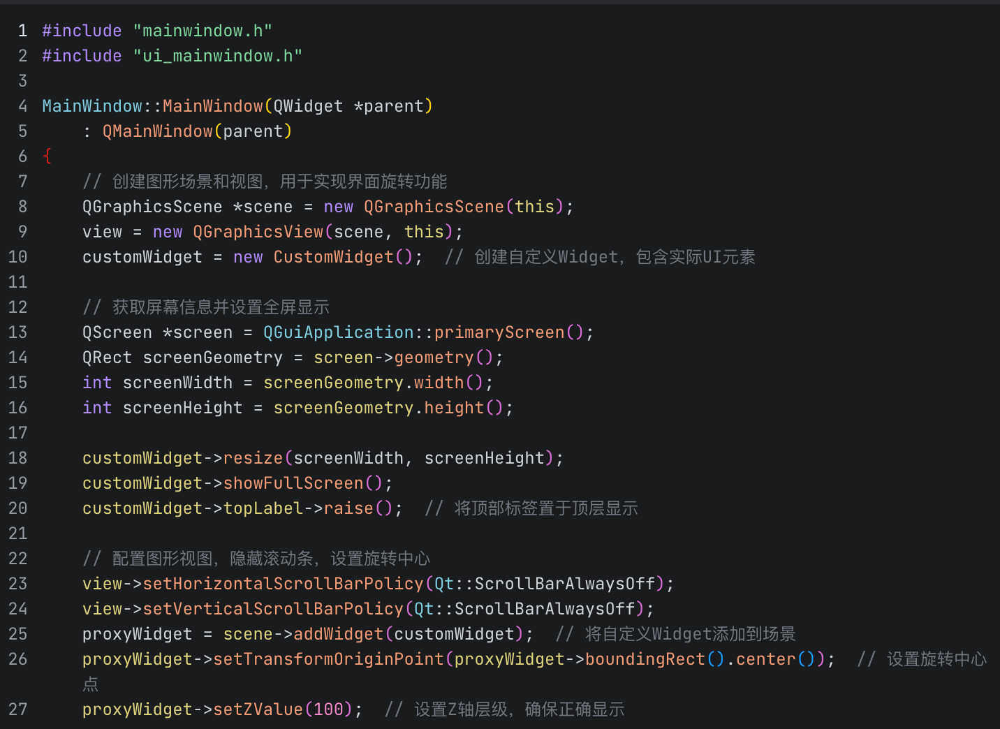 1 #include "mainwindow.h"
2 #include "ui_mainwindow.h"
3
4 MainWindow::MainWindow(QWidget *parent)
5     : QMainWindow(parent)
6 {
7     // 创建图形场景和视图，用于实现界面旋转功能
8     QGraphicsScene *scene = new QGraphicsScene(this);
9     view = new QGraphicsView(scene, this);
10     customWidget = new CustomWidget();  // 创建自定义Widget，包含实际UI元素
11
12     // 获取屏幕信息并设置全屏显示
13     QScreen *screen = QGuiApplication::primaryScreen();
14     QRect screenGeometry = screen->geometry();
15     int screenWidth = screenGeometry.width();
16     int screenHeight = screenGeometry.height();
17
18     customWidget->resize(screenWidth, screenHeight);
19     customWidget->showFullScreen();
20     customWidget->topLabel->raise();  // 将顶部标签置于顶层显示
21
22     // 配置图形视图，隐藏滚动条，设置旋转中心
23     view->setHorizontalScrollBarPolicy(Qt::ScrollBarAlwaysOff);
24     view->setVerticalScrollBarPolicy(Qt::ScrollBarAlwaysOff);
25     proxyWidget = scene->addWidget(customWidget);  // 将自定义Widget添加到场景
26     proxyWidget->setTransformOriginPoint(proxyWidget->boundingRect().center());  // 设置旋转中心
点
27     proxyWidget->setZValue(100);  // 设置Z轴层级，确保正确显示